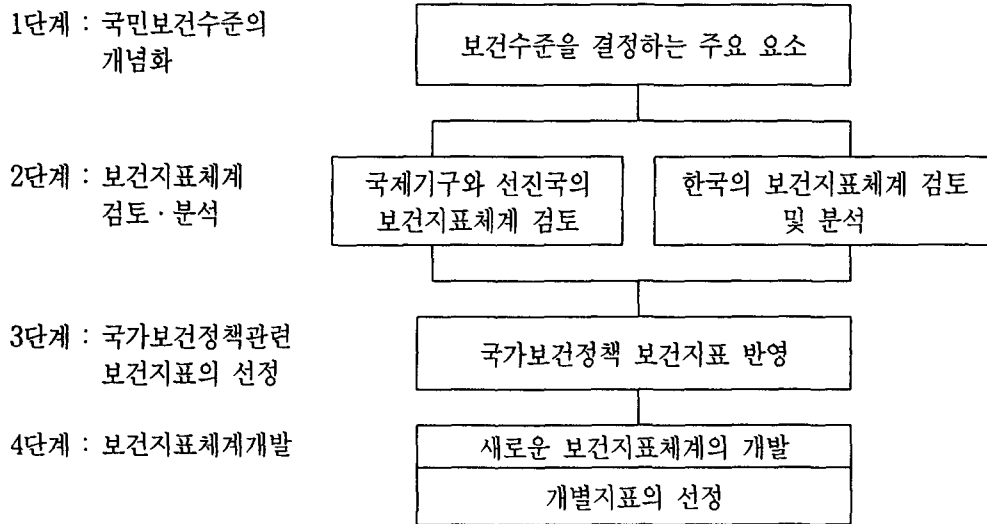 1단계 : 국민보건수준의
개념화
보건수준을 결정하는 주요 요소
2단계 : 보건지표체계
검토 · 분석
국제기구와 선진국의
보건지표체계 검토
한국의 보건지표체계 검토
및 분석
3단계 : 국가보건정책관련
보건지표의 선정
국가보건정책 보건지표 반영
4단계 : 보건지표체계개발
새로운 보건지표체계의 개발
개별지표의 선정